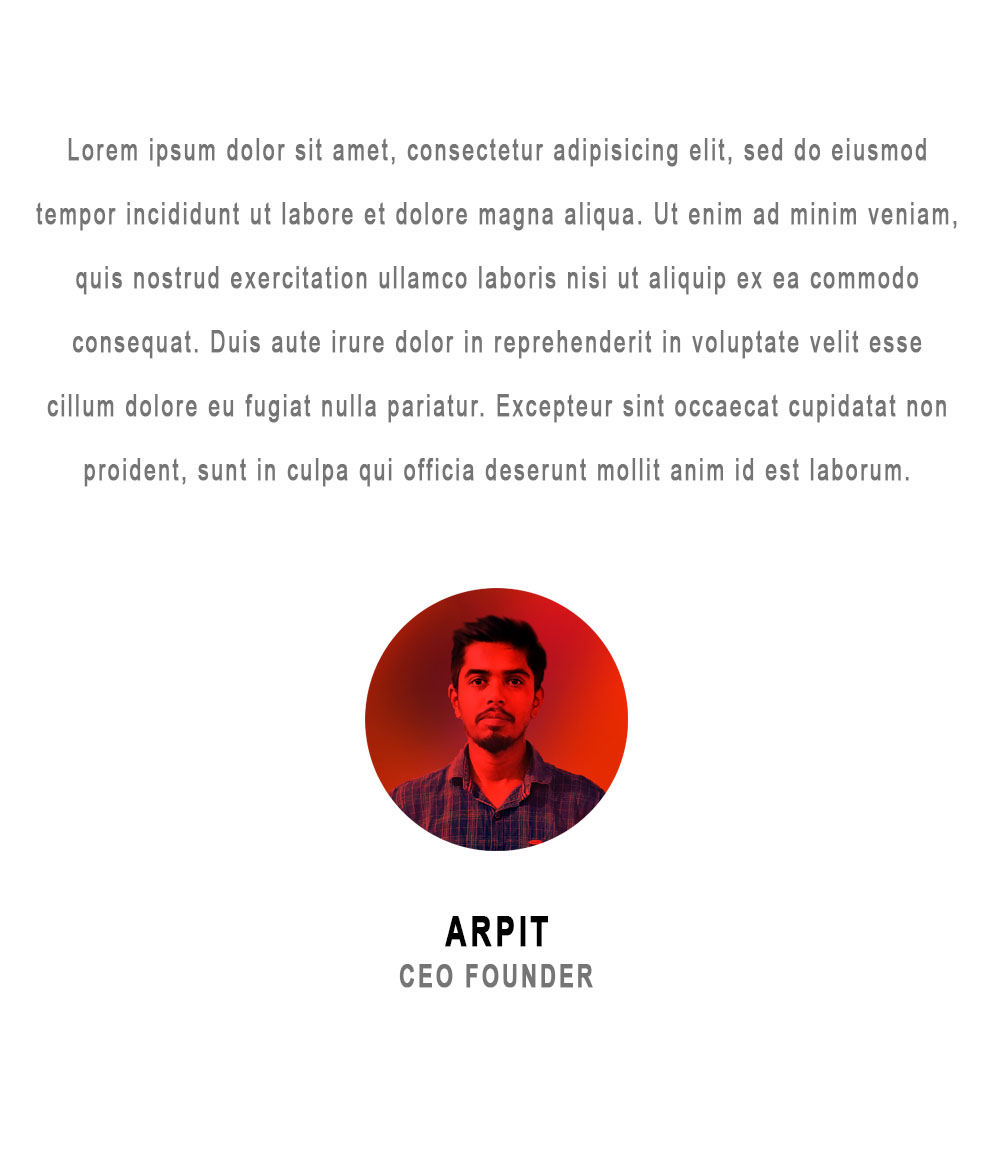 Lorem ipsum dolor sit amet, consectetur adipisicing elit, sed do eiusmod
tempor incididunt ut labore et dolore magna aliqua. Ut enim ad minim veniam,
quis nostrud exercitation ullamco laboris nisi ut aliquip ex ea commodo
consequat. Duis aute irure dolor in reprehenderit in voluptate velit esse
cillum dolore eu fugiat nulla pariatur. Excepteur sint occaecat cupidatat non
proident, sunt in culpa qui officia deserunt mollit anim id est laborum.
ARPIT
CEO FOUNDER